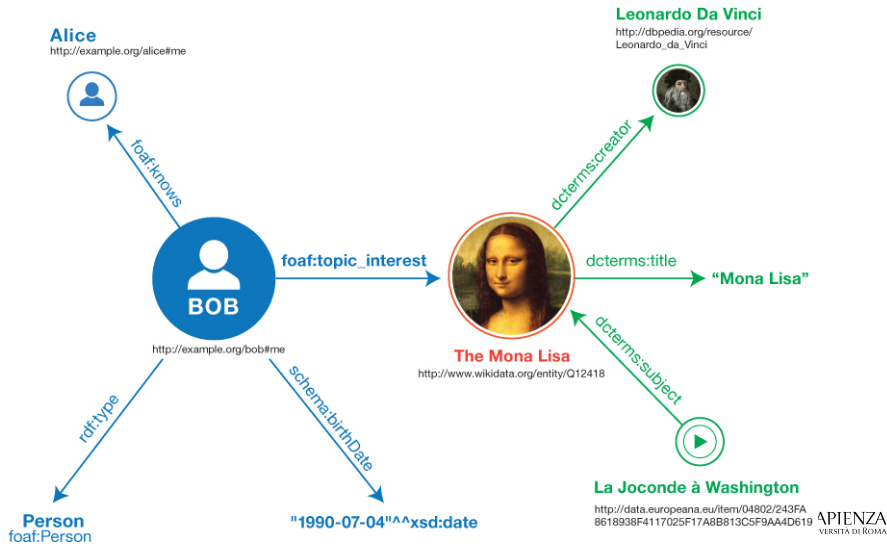 Alice
http://example.org/alice#me
Leonardo Da Vinci
http://dbpedia.org/resource/
Leonardo_da_Vinci
foaf:knows
dcterms:creator
BOB
http://example.org/bob#me
foaf:topic_interest
dcterms:title
“Mona Lisa”
The Mona Lisa
http://www.wikidata.org/entity/Q12418
dcterms:subject
rdf:type
schema:birthDate
La Joconde à Washington
http://data.europeana.eu/item/04802/243FA
8618938F4117025F17A8B813C5F9AA4D619
Person
foaf:Person
"1990-07-04"^^xsd:date
APIENZA
VERSITÀ DI ROMA